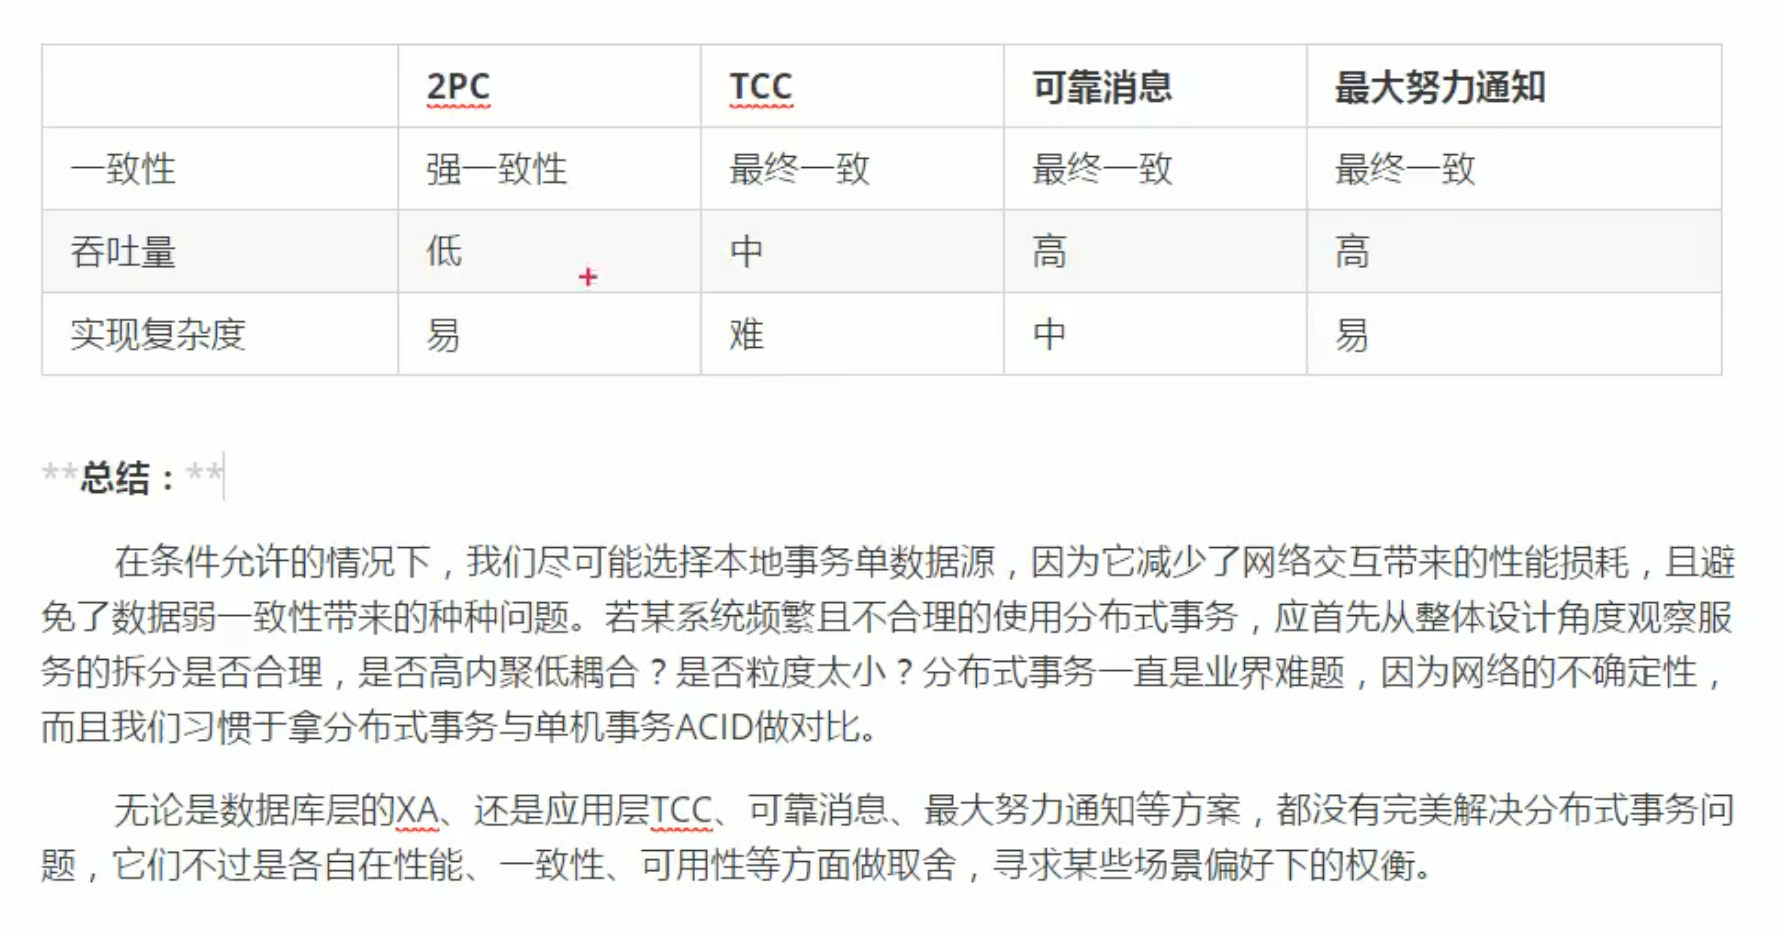 2PC TCC 可靠消息 最大努力通知
一致性 强一致性 最终一致 最终一致 最终一致
吞吐量 低 中 高 高
实现复杂度 易 难 中 易
**总结：**
在条件允许的情况下，我们尽可能选择本地事务单数据源，因为它减少了网络交互带来的性能损耗，且避
免了数据弱一致性带来的种种问题。若某系统频繁且不合理的使用分布式事务，应首先从整体设计角度观察服
务的拆分是否合理，是否高内聚低耦合？是否粒度太小？分布式事务一直是业界难题，因为网络的不确定性，
而且我们习惯于拿分布式事务与单机事务ACID做对比。
无论是数据库层的XA、还是应用层TCC、可靠消息、最大努力通知等方案，都没有完美解决分布式事务问
题，它们不过是各自在性能、一致性、可用性等方面做取舍，寻求某些场景偏好下的权衡。